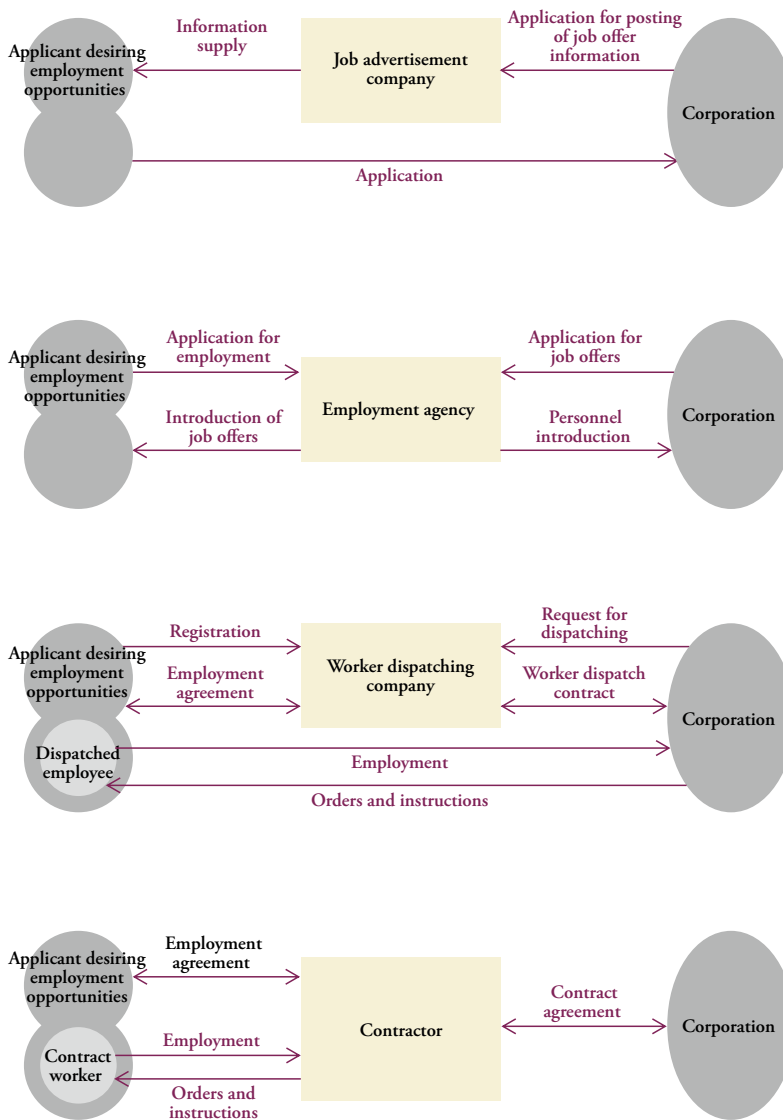 Applicant desiring
employment
opportunities
Information
supply
Job advertisement
company
Application for posting
of job offer
information
Corporation
Application
Applicant desiring
employment
opportunities
Application for
employment
Introduction of
job offers
Employment agency
Application for
job offers
Personnel
introduction
Corporation
Applicant desiring
employment
opportunities
Registration
Employment
agreement
Worker dispatching
company
Request for
dispatching
Worker dispatch
contract
Corporation
Dispatched
employee
Employment
Orders and instructions
Applicant desiring
employment
opportunities
Employment
agreement
Contractor
Contract
agreement
Corporation
Contract
worker
Employment
Orders and
instructions